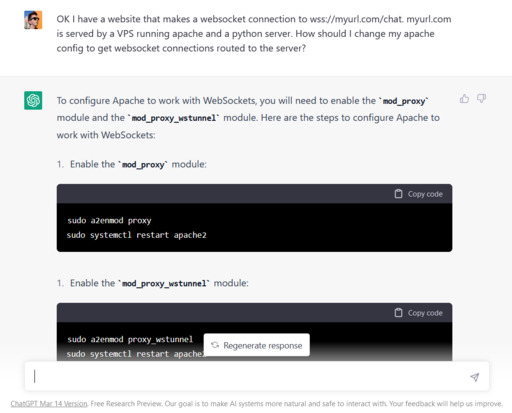 OK I have a website that makes a websocket connection to wss://myurl.com/chat. myurl.com
is served by a VPS running apache and a python server. How should I change my apache
config to get websocket connections routed to the server?
To configure Apache to work with WebSockets, you will need to enable the `mod_proxy`
module and the `mod_proxy_wstunnel` module. Here are the steps to configure Apache to
work with WebSockets:
1. Enable the `mod_proxy` module:
Copy code
sudo a2enmod proxy
sudo systemctl restart apache2
1. Enable the `mod_proxy_wstunnel` module:
Copy code
sudo a2enmod proxy_wstunnel
sudo systemctl restart apache2
Regenerate response
ChatGPT Mar 14 Version. Free Research Preview. Our goal is to make AI systems more natural and safe to interact with. Your feedback will help us improve.